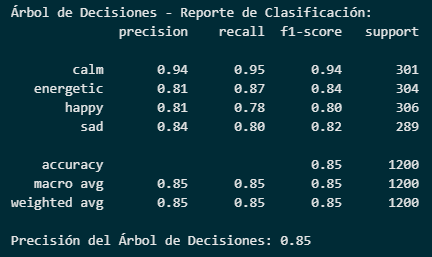 Árbol de Decisiones - Reporte de Clasificación:
precision recall f1-score support
calm 0.94 0.95 0.94 301
energetic 0.81 0.87 0.84 304
happy 0.81 0.78 0.80 306
sad 0.84 0.80 0.82 289
accuracy 0.85 1200
macro avg 0.85 0.85 0.85 1200
weighted avg 0.85 0.85 0.85 1200
Precisión del Árbol de Decisiones: 0.85